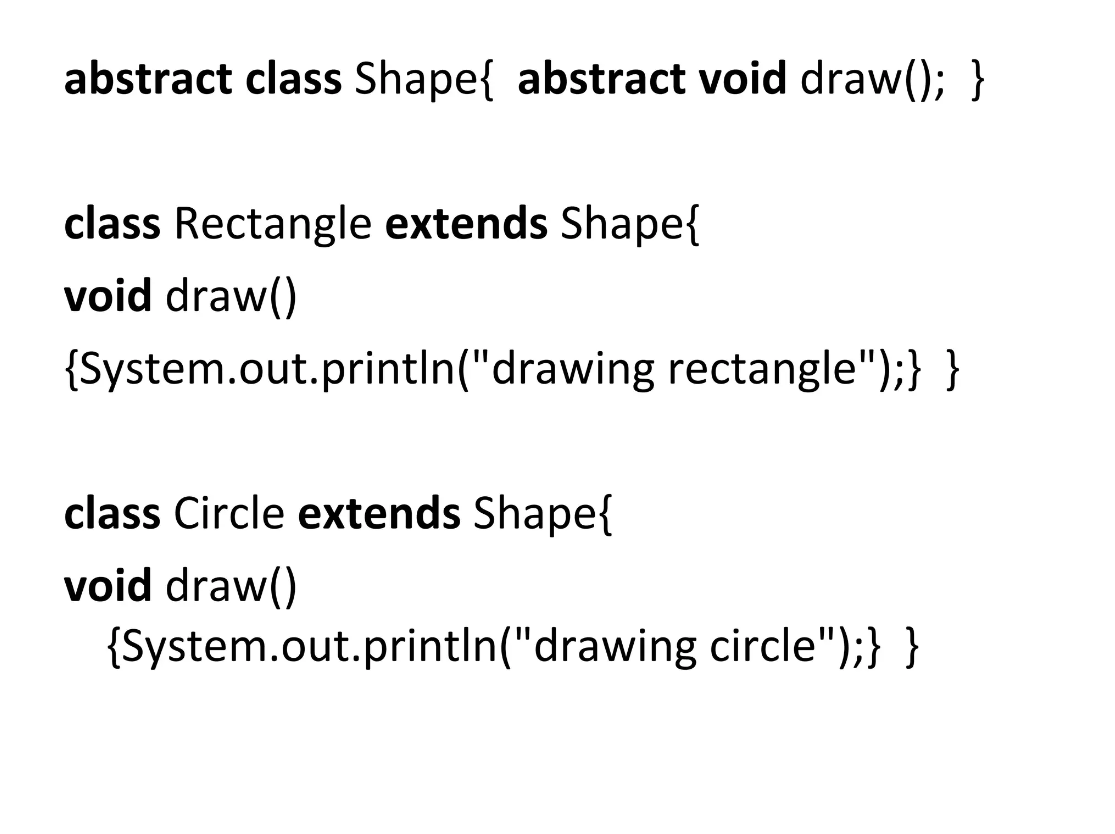 abstract class Shape{  abstract void draw();  }
class Rectangle extends Shape{
void draw()
{System.out.println("drawing rectangle");}  }
class Circle extends Shape{
void draw()
{System.out.println("drawing circle");}  }